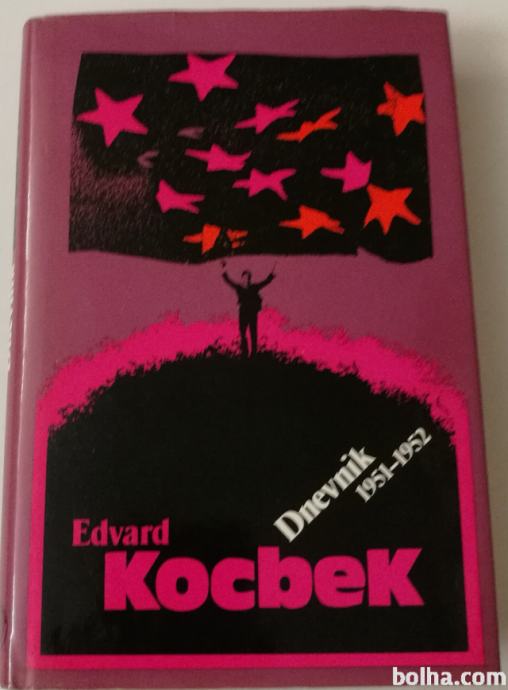 Dnevnik
1951–1952
Edvard
Kocbek
bolha.com